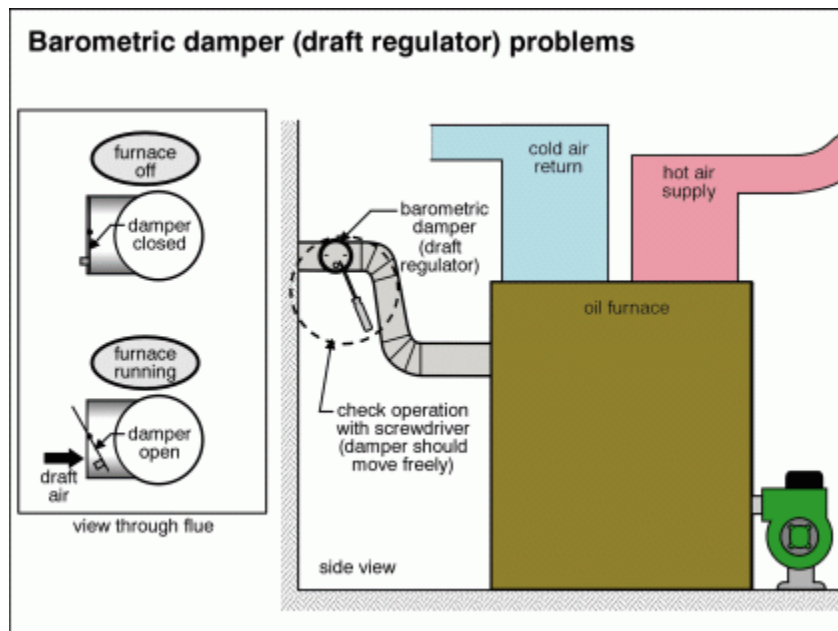 Barometric damper (draft regulator) problems
furnace
off
damper
closed
furnace
running
damper
open
draft
air
view through flue
cold air
return
hot air
supply
barometric
damper
(draft
regulator)
oil furnace
check operation
with screwdriver
(damper should
move freely)
side view